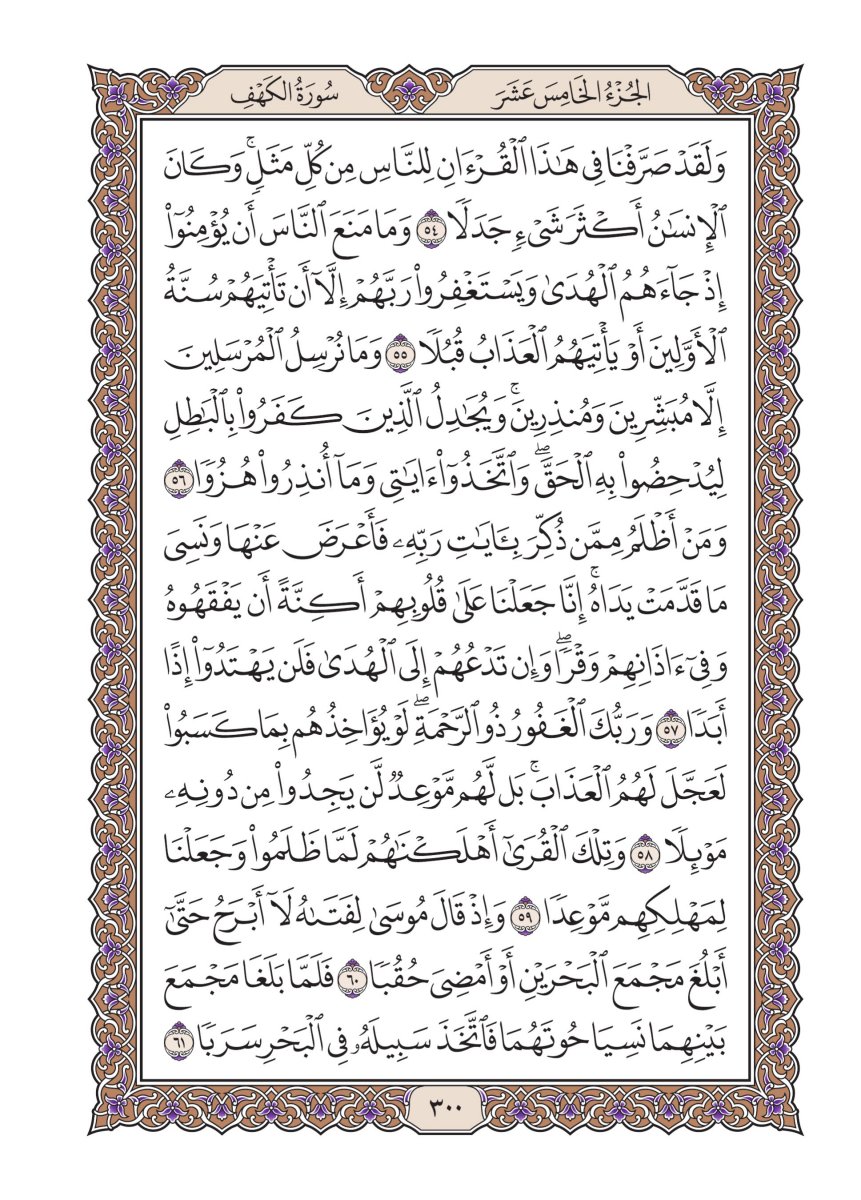 الجُزْءُ الخَامِسَ عَشَرَ
سُورَةُ الكَهْفِ
وَلَقَدۡ صَرَّفۡنَا فِي هَٰذَا ٱلۡقُرۡءَانِ لِلنَّاسِ مِن كُلِّ مَثَلٖۚ وَكَانَ
ٱلۡإِنسَٰنُ أَكۡثَرَ شَيۡءٖ جَدَلٗا ٥٤ وَمَا مَنَعَ ٱلنَّاسَ أَن يُؤۡمِنُوٓاْ
إِذۡ جَآءَهُمُ ٱلۡهُدَىٰ وَيَسۡتَغۡفِرُواْ رَبَّهُمۡ إِلَّآ أَن تَأۡتِيَهُمۡ سُنَّةُ
ٱلۡأَوَّلِينَ أَوۡ يَأۡتِيَهُمُ ٱلۡعَذَابُ قُبُلٗا ٥٥ وَمَا نُرۡسِلُ ٱلۡمُرۡسَلِينَ
إِلَّا مُبَشِّرِينَ وَمُنذِرِينَۚ وَيُجَٰدِلُ ٱلَّذِينَ كَفَرُواْ بِٱلۡبَٰطِلِ
لِيُدۡحِضُواْ بِهِ ٱلۡحَقَّۖ وَٱتَّخَذُوٓاْ ءَايَٰتِي وَمَآ أُنذِرُواْ هُزُوٗا ٥٦
وَمَنۡ أَظۡلَمُ مِمَّن ذُكِّرَ بِـَٔايَٰتِ رَبِّهِۦ فَأَعۡرَضَ عَنۡهَا وَنَسِيَ
مَا قَدَّمَتۡ يَدَاهُۚ إِنَّا جَعَلۡنَا عَلَىٰ قُلُوبِهِمۡ أَكِنَّةً أَن يَفۡقَهُوهُ
وَفِيٓ ءَاذَانِهِمۡ وَقۡرٗاۖ وَإِن تَدۡعُهُمۡ إِلَى ٱلۡهُدَىٰ فَلَن يَهۡتَدُوٓاْ إِذًا
أَبَدٗا ٥٧ وَرَبُّكَ ٱلۡغَفُورُ ذُو ٱلرَّحۡمَةِۖ لَوۡ يُؤَاخِذُهُم بِمَا كَسَبُواْ
لَعَجَّلَ لَهُمُ ٱلۡعَذَابَۚ بَل لَّهُم مَّوۡعِدٞ لَّن يَجِدُواْ مِن دُونِهِۦ
مَوۡئِلٗا ٥٨ وَتِلۡكَ ٱلۡقُرَىٰٓ أَهۡلَكۡنَٰهُمۡ لَمَّا ظَلَمُواْ وَجَعَلۡنَا
لِمَهۡلِكِهِم مَّوۡعِدٗا ٥٩ وَإِذۡ قَالَ مُوسَىٰ لِفَتَىٰهُ لَآ أَبۡرَحُ حَتَّىٰٓ
أَبۡلُغَ مَجۡمَعَ ٱلۡبَحۡرَيۡنِ أَوۡ أَمۡضِيَ حُقُبٗا ٦٠ فَلَمَّا بَلَغَا مَجۡمَعَ
بَيۡنِهِمَا نَسِيَا حُوتَهُمَا فَٱتَّخَذَ سَبِيلَهُۥ فِي ٱلۡبَحۡرِ سَرَبٗا ٦١
٣٠٠